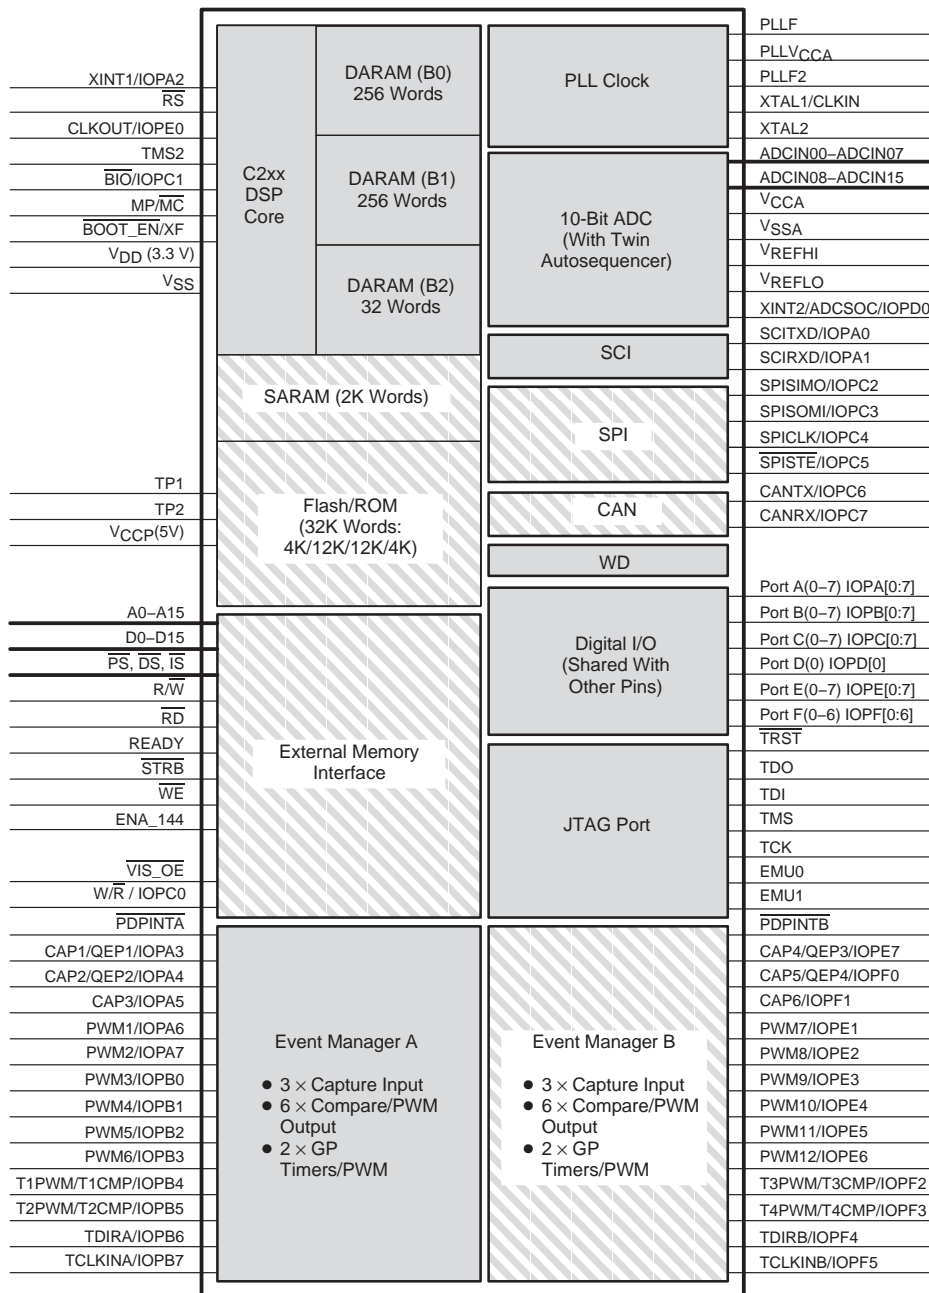 XINT1/IOPA2
RS
CLKOUT/IOPE0
TMS2
BIO/IOPC1
MP/MC
BOOT_EN/XF
VDD (3.3 V)
VSS
TP1
TP2
VCCP(5V)
A0–A15
D0–D15
PS, DS, IS
R/W
RD
READY
STRB
WE
ENA_144
VIS_OE
W/R / IOPC0
PDPINTA
CAP1/QEP1/IOPA3
CAP2/QEP2/IOPA4
CAP3/IOPA5
PWM1/IOPA6
PWM2/IOPA7
PWM3/IOPB0
PWM4/IOPB1
PWM5/IOPB2
PWM6/IOPB3
T1PWM/T1CMP/IOPB4
T2PWM/T2CMP/IOPB5
TDIRA/IOPB6
TCLKINA/IOPB7
C2xx
DSP
Core
DARAM (B0)
256 Words
DARAM (B1)
256 Words
DARAM (B2)
32 Words
SARAM (2K Words)
Flash/ROM
(32K Words:
4K/12K/12K/4K)
External Memory
Interface
Event Manager A
● 3 × Capture Input
● 6 × Compare/PWM
Output
● 2 × GP
Timers/PWM
PLL Clock
10-Bit ADC
(With Twin
Autosequencer)
SCI
SPI
CAN
WD
Digital I/O
(Shared With
Other Pins)
JTAG Port
Event Manager B
● 3 × Capture Input
● 6 × Compare/PWM
Output
● 2 × GP
Timers/PWM
PLLF
PLLVCCA
PLLF2
XTAL1/CLKIN
XTAL2
ADCIN00–ADCIN07
ADCIN08–ADCIN15
VCCA
VSSA
VREFHI
VREFLO
XINT2/ADCSOC/IOPD0
SCITXD/IOPA0
SCIRXD/IOPA1
SPISIMO/IOPC2
SPISOMI/IOPC3
SPICLK/IOPC4
SPISTE/IOPC5
CANTX/IOPC6
CANRX/IOPC7
Port A(0–7) IOPA[0:7]
Port B(0–7) IOPB[0:7]
Port C(0–7) IOPC[0:7]
Port D(0) IOPD[0]
Port E(0–7) IOPE[0:7]
Port F(0–6) IOPF[0:6]
TRST
TDO
TDI
TMS
TCK
EMU0
EMU1
PDPINTB
CAP4/QEP3/IOPE7
CAP5/QEP4/IOPF0
CAP6/IOPF1
PWM7/IOPE1
PWM8/IOPE2
PWM9/IOPE3
PWM10/IOPE4
PWM11/IOPE5
PWM12/IOPE6
T3PWM/T3CMP/IOPF2
T4PWM/T4CMP/IOPF3
TDIRB/IOPF4
TCLKINB/IOPF5